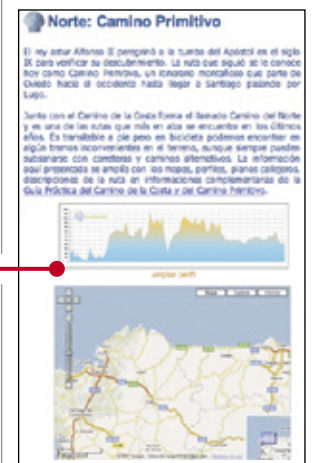 Norte: Camino Primitivo
El rey astur Alfonso II peregrinó a la tumba del Apóstol en el siglo
IX para verificar su descubrimiento. La ruta que siguió se le conoce
hoy como Camino Primitivo, un itinerario montañoso que parte de
Oviedo hacia el occidente hasta llegar a Santiago pasando por
Lugo.
Junto con el Camino de la Costa forma el llamado Camino del Norte
y es una de las rutas que más en alza se encuentra en los últimos
años. Es transitable a pie pero en bicicleta podemos encontrar en
algún tramos inconvenientes en el terreno, aunque siempre pueden
subsanarse con carreteras y caminos alternativos. La información
aquí presentada se amplía con los mapas, perfiles, planos callejeros,
descripciones de la ruta en informaciones complementarias de la
Guía Práctica del Camino de la Costa y del Camino Primitivo.
ampliar perfil